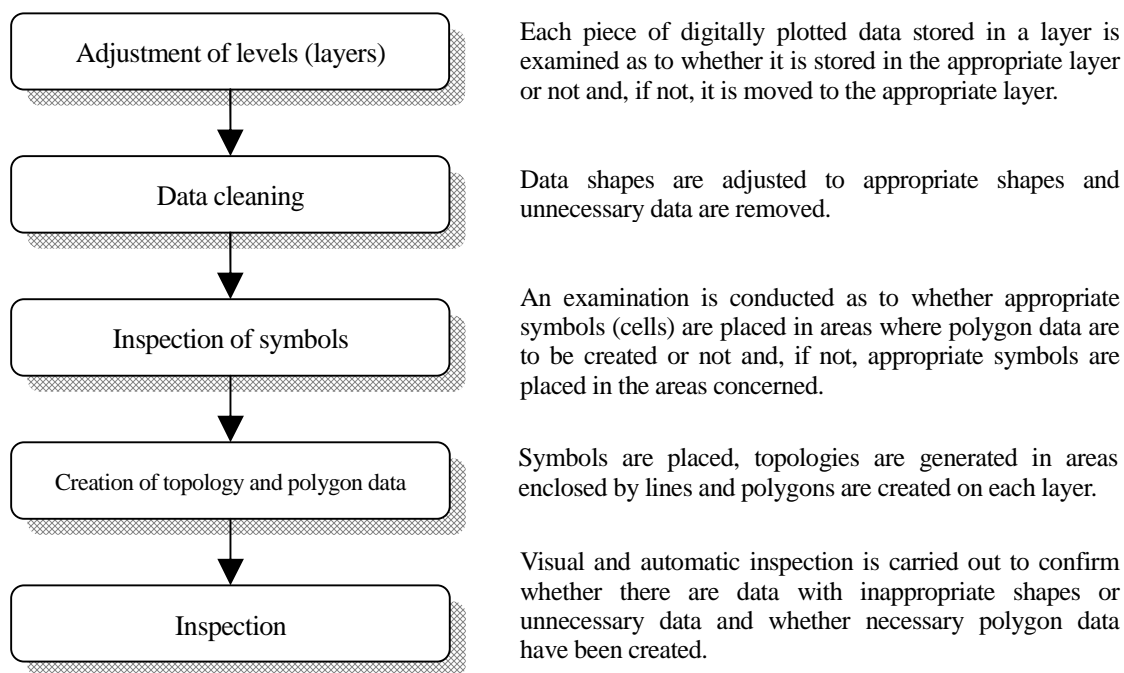 Adjustment of levels (layers)
Each piece of digitally plotted data stored in a layer is
examined as to whether it is stored in the appropriate layer
or not and, if not, it is moved to the appropriate layer.
Data cleaning
Data shapes are adjusted to appropriate shapes and
unnecessary data are removed.
Inspection of symbols
An examination is conducted as to whether appropriate
symbols (cells) are placed in areas where polygon data are
to be created or not and, if not, appropriate symbols are
placed in the areas concerned.
Creation of topology and polygon data
Symbols are placed, topologies are generated in areas
enclosed by lines and polygons are created on each layer.
Inspection
Visual and automatic inspection is carried out to confirm
whether there are data with inappropriate shapes or
unnecessary data and whether necessary polygon data
have been created.